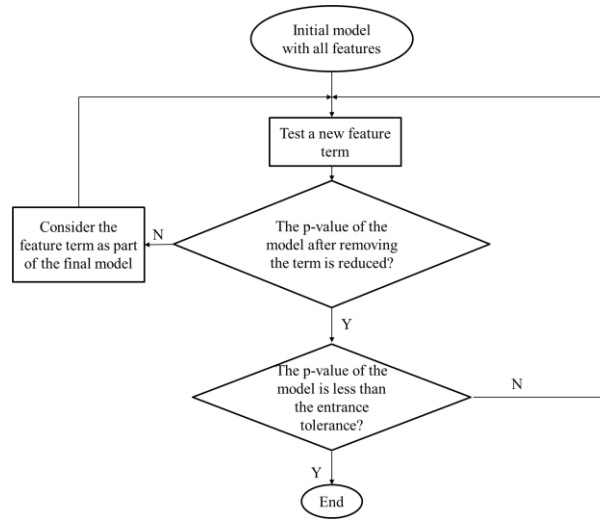 Initial model
with all features
Test a new feature
term
The p-value of the
model after removing
the term is reduced?
N
Consider the
feature term as part
of the final model
Y
The p-value of the
model is less than
the entrance
tolerance?
N
Y
End